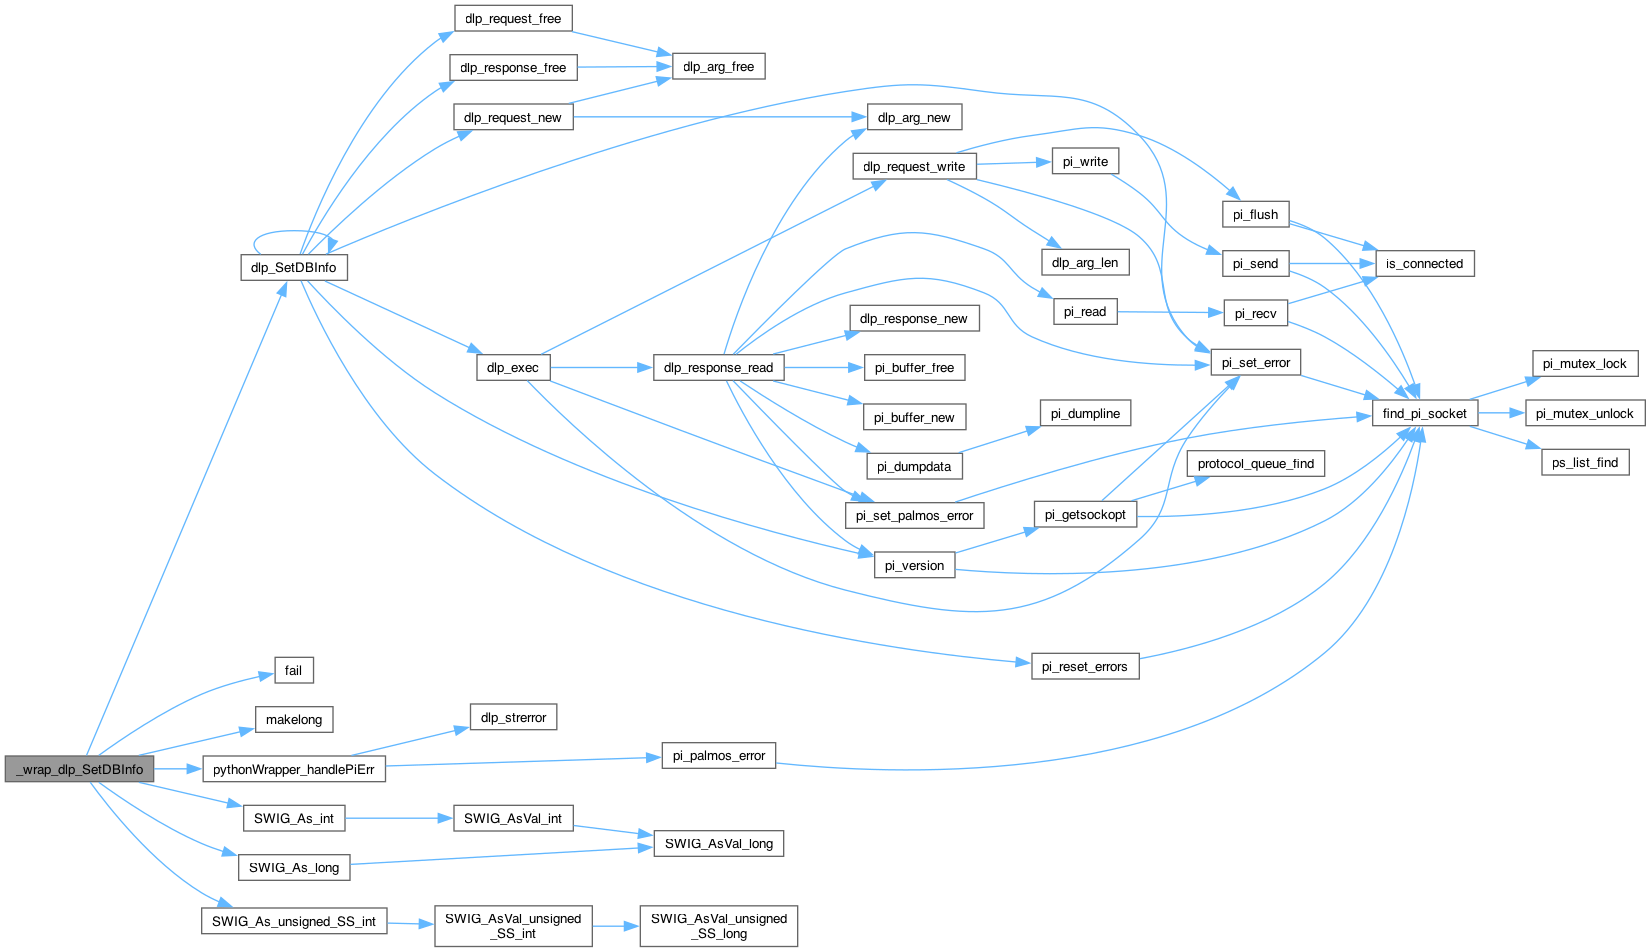 dlp_request_free
dlp_response_free
dlp_arg_free
dlp_request_new
dlp_arg_new
dlp_request_write
pi_write
pi_flush
dlp_SetDBInfo
dlp_arg_len
pi_send
is_connected
pi_read
pi_recv
dlp_response_new
dlp_exec
dlp_response_read
pi_buffer_free
pi_set_error
pi_mutex_lock
pi_buffer_new
pi_dumpline
find_pi_socket
pi_mutex_unlock
pi_dumpdata
protocol_queue_find
ps_list_find
pi_set_palmos_error
pi_getsockopt
pi_version
fail
pi_reset_errors
makelong
dlp_strerror
_wrap_dlp_SetDBInfo
pythonWrapper_handlePiErr
pi_palmos_error
SWIG_As_int
SWIG_AsVal_int
SWIG_AsVal_long
SWIG_As_long
SWIG_As_unsigned_SS_int
SWIG_AsVal_unsigned
_SS_int
SWIG_AsVal_unsigned
_SS_long